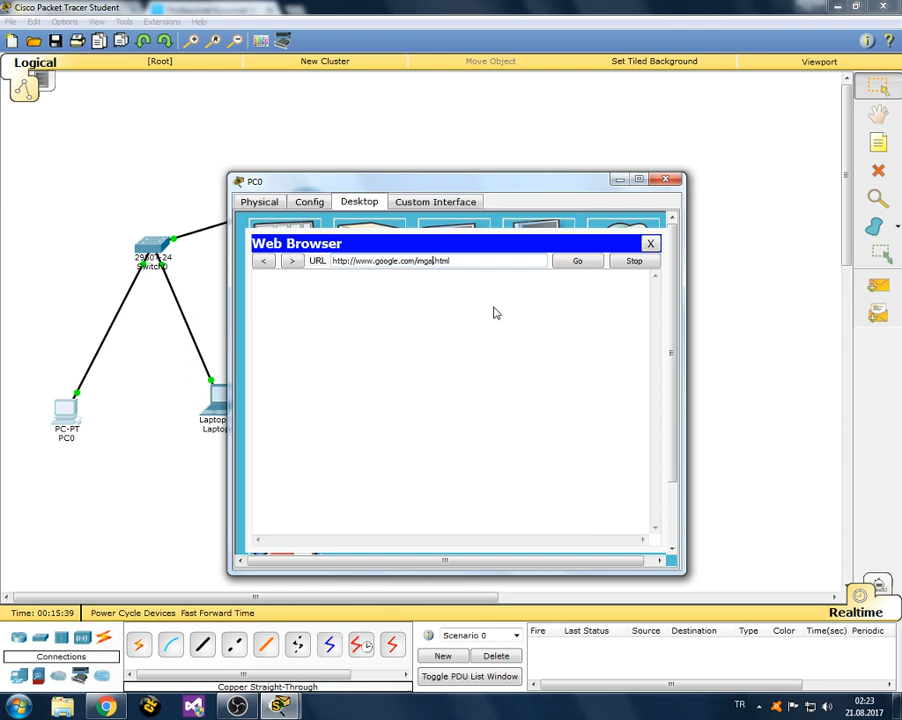 Cisco Packet Tracer Student
File Edit Options View Tools Extensions Help
Logical [Root] New Cluster Move Object Set Tiled Background Viewport
PC0
Physical Config Desktop Custom Interface
Web Browser X
< > URL http://www.google.com/imgs.html Go Stop
Switch0
PC-PT
PC0
Laptop
Laptop
Time: 00:15:39 Power Cycle Devices Fast Forward Time Realtime
Scenario 0
New Delete
Toggle PDU List Window
Fire Last Status Source Destination Type Color Time(sec) Periodic
Connections
Copper Straight-Through
TR 02:23
21.08.2017